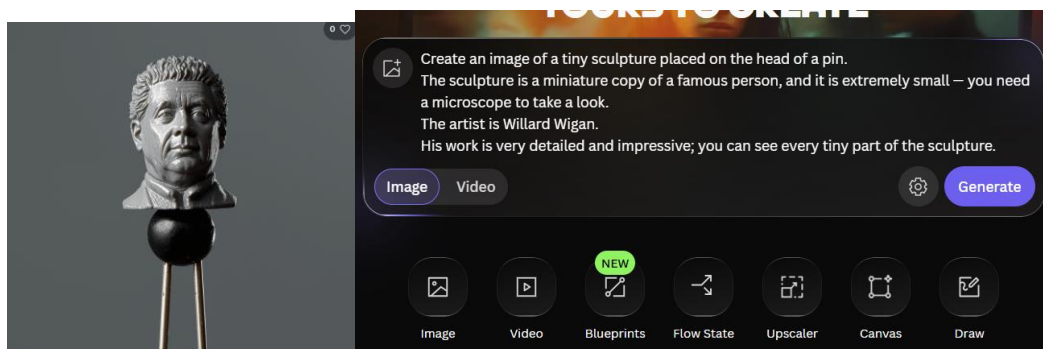 0
YOURS TO CREATE
Create an image of a tiny sculpture placed on the head of a pin.
The sculpture is a miniature copy of a famous person, and it is extremely small — you need
a microscope to take a look.
The artist is Willard Wigan.
His work is very detailed and impressive; you can see every tiny part of the sculpture.
Image Video Generate
NEW
Image Video Blueprints Flow State Upscaler Canvas Draw